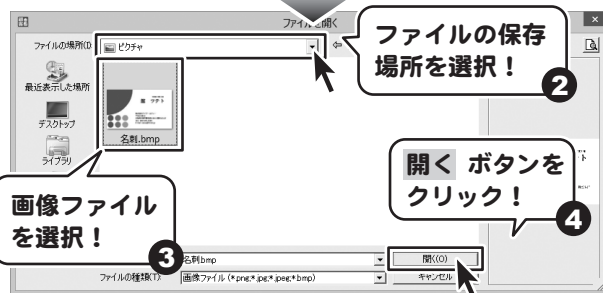 ファイルを開く
ファイルの場所(I):
ピクチャ
ファイルの保存
場所を選択！
2
最近表示した場所
デスクトップ
ライブラリ
名刺.bmp
開く ボタンを
クリック！
4
画像ファイル
を選択！
3
名刺.bmp
開く(O)
ファイルの種類(T):
画像ファイル (*.png;*.jpg;*.jpeg;*.bmp)
キャンセル